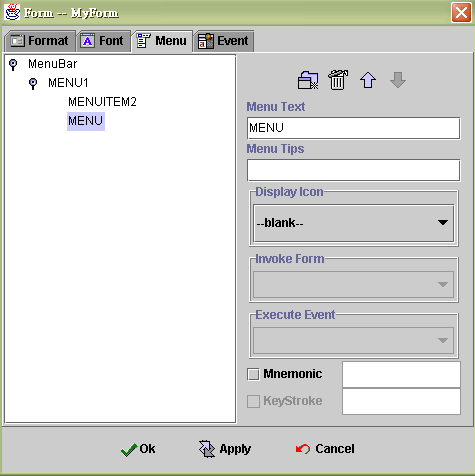 Form -- MyForm
Format Font Menu Event
MenuBar
MENU1
MENUITEM2
MENU
Menu Text
MENU
Menu Tips
Display Icon
--blank--
Invoke Form
Execute Event
Mnemonic
KeyStroke
Ok Apply Cancel